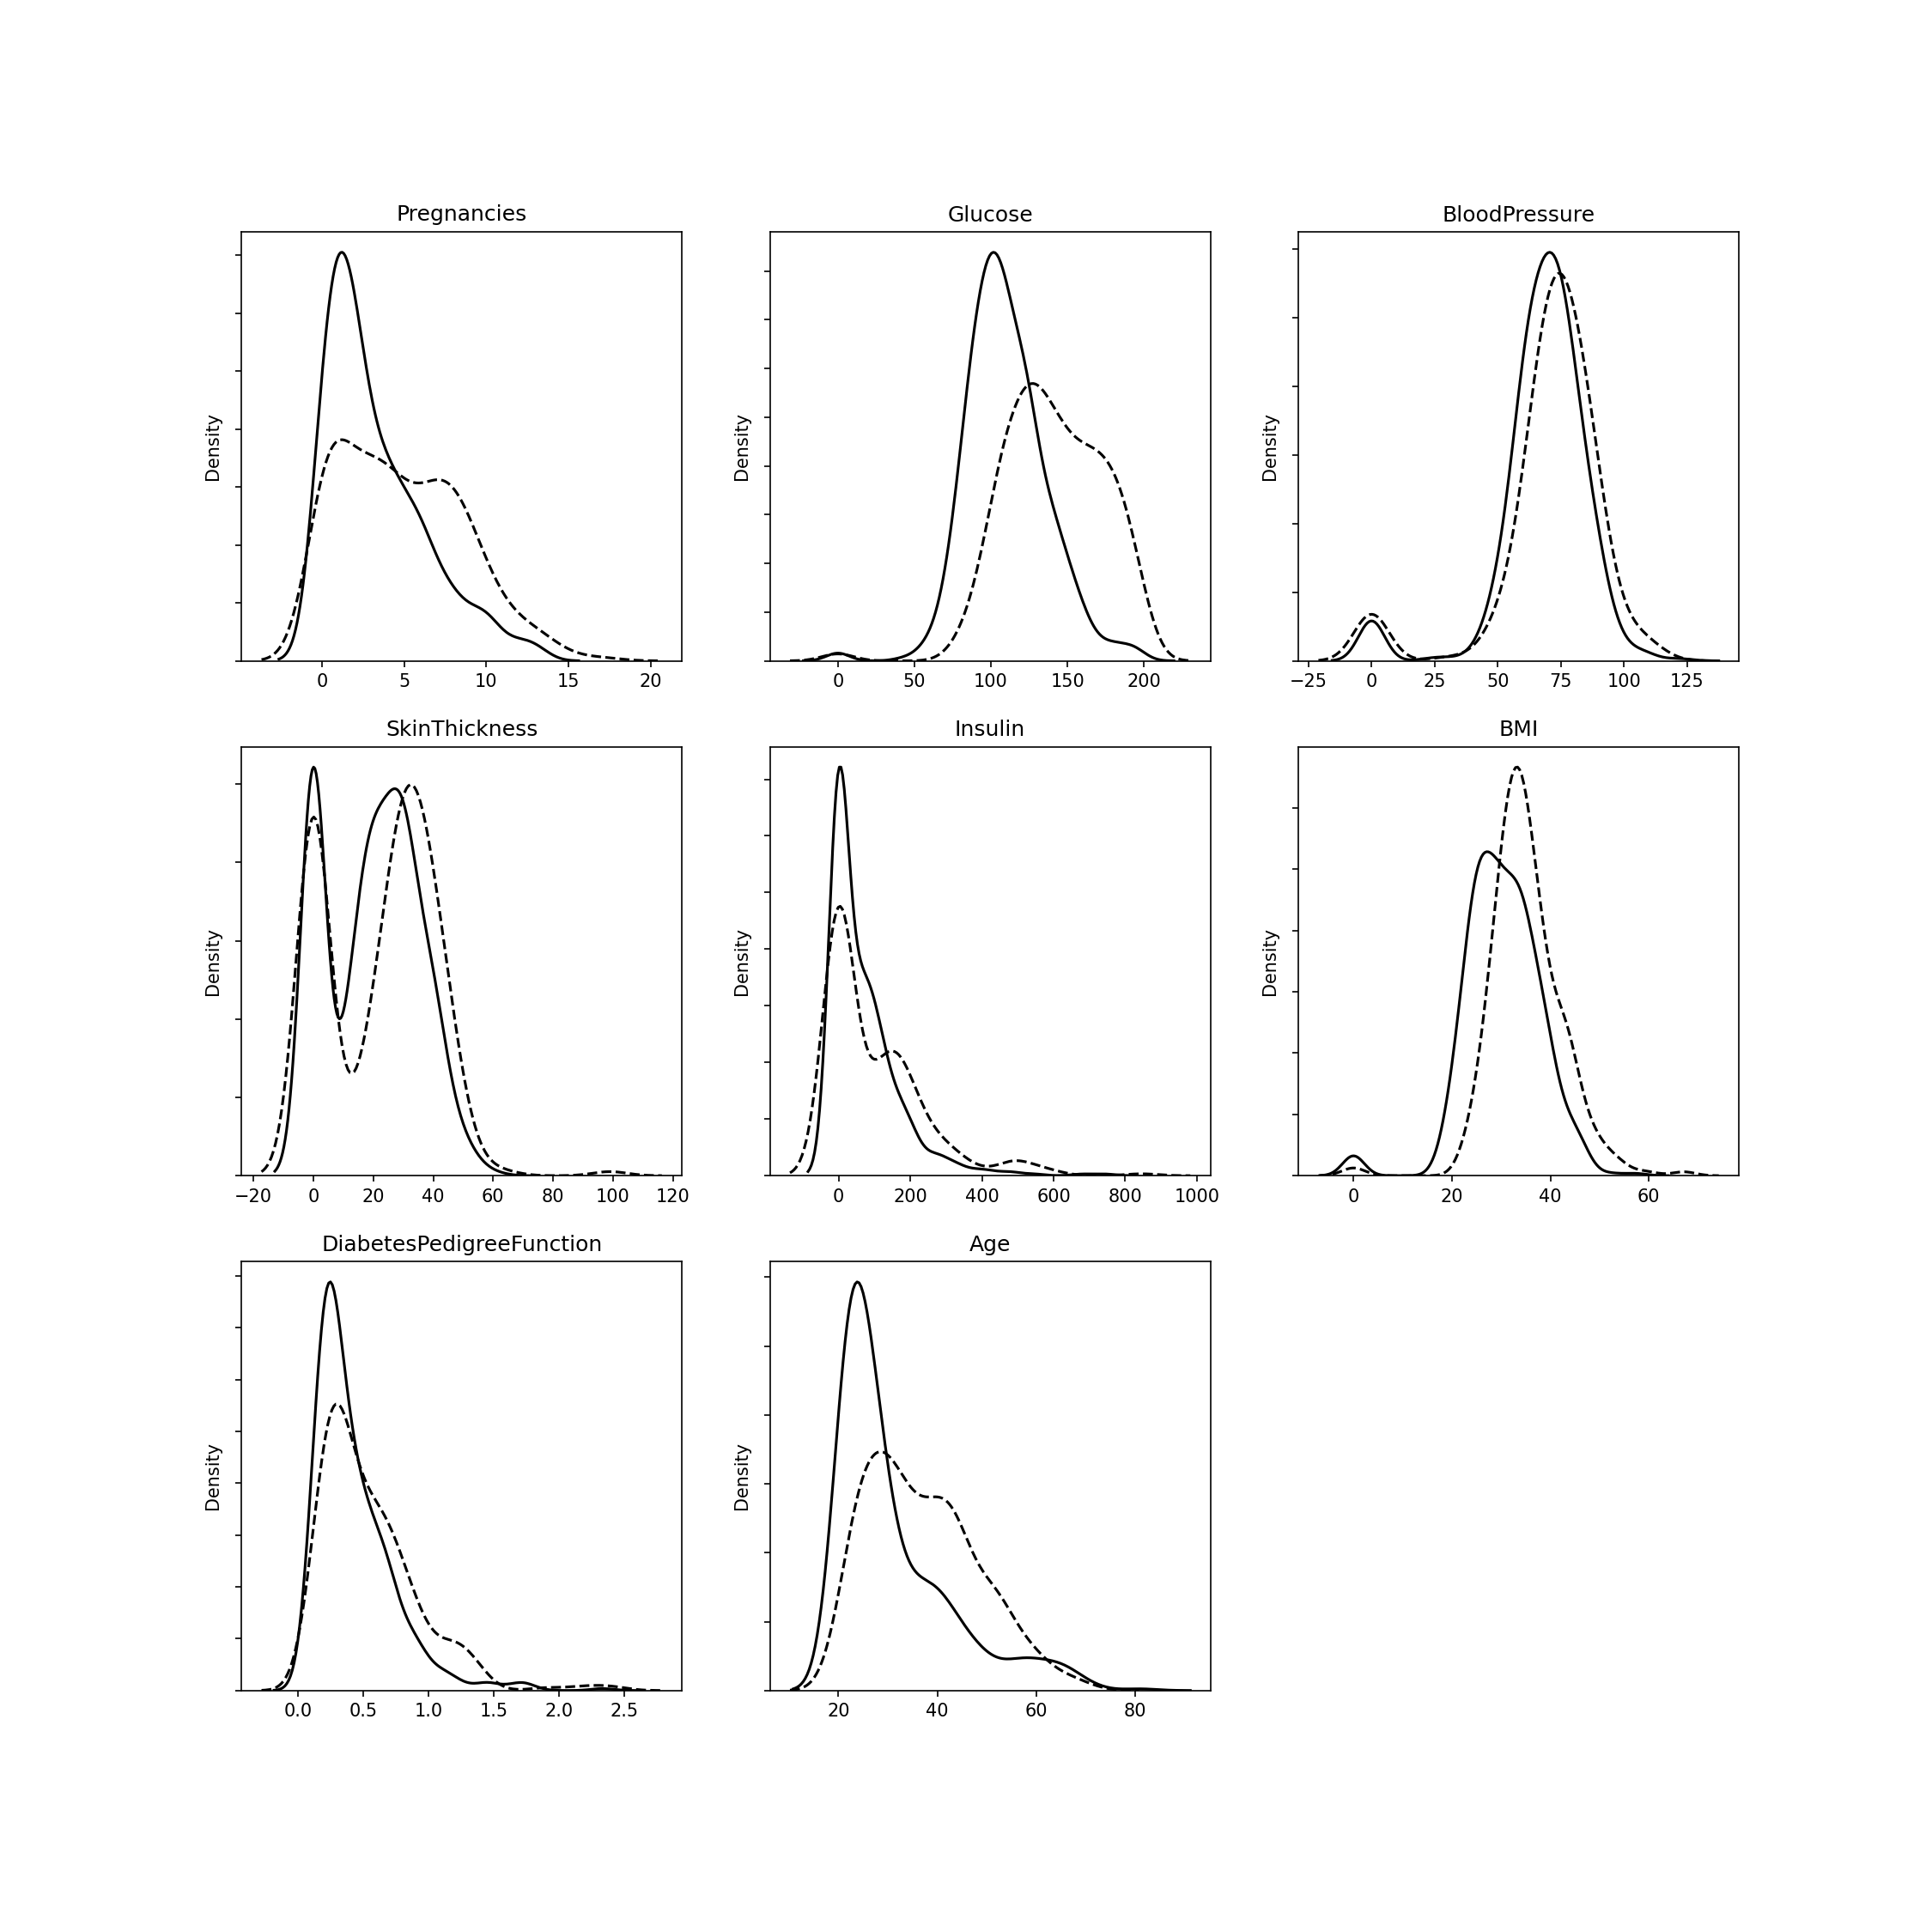 Pregnancies
Density
0 5 10 15 20
Glucose
Density
0 50 100 150 200
BloodPressure
Density
−25 0 25 50 75 100 125
SkinThickness
Density
−20 0 20 40 60 80 100 120
Insulin
Density
0 200 400 600 800 1000
BMI
Density
0 20 40 60
DiabetesPedigreeFunction
Density
0.0 0.5 1.0 1.5 2.0 2.5
Age
Density
20 40 60 80